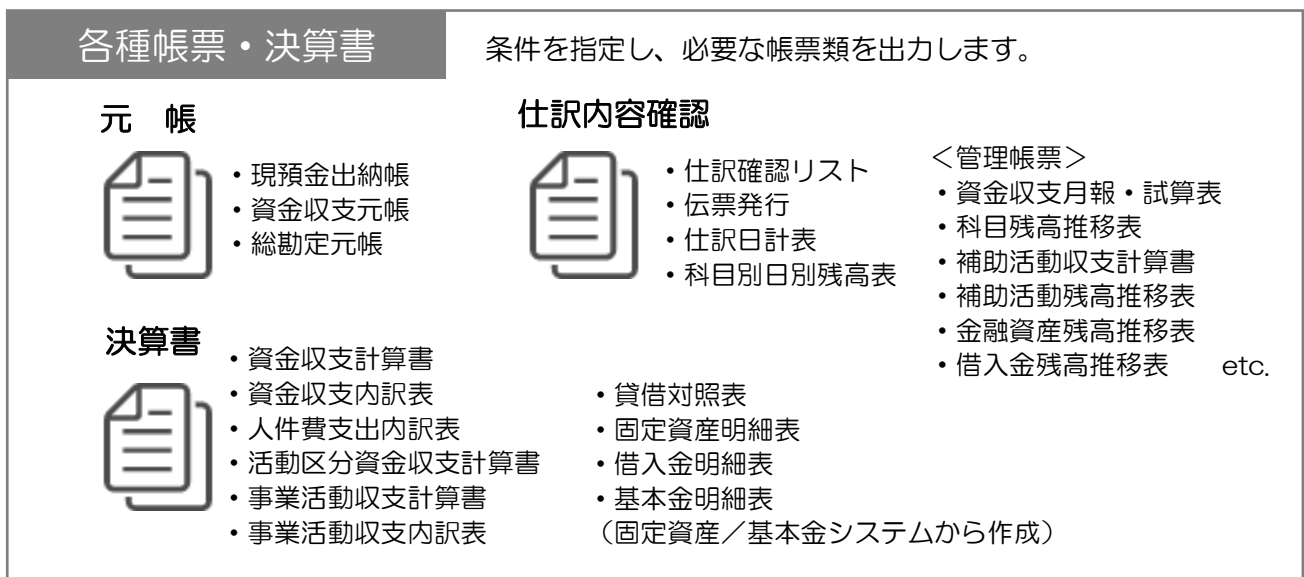 各種帳票・決算書
条件を指定し、必要な帳票類を出力します。
元　帳
・現預金出納帳
・資金収支元帳
・総勘定元帳
仕訳内容確認
・仕訳確認リスト
・伝票発行
・仕訳日計表
・科目別日別残高表
＜管理帳票＞
・資金収支月報・試算表
・科目残高推移表
・補助活動収支計算書
・補助活動残高推移表
・金融資産残高推移表
・借入金残高推移表　　etc.
決算書
・資金収支計算書
・資金収支内訳表
・人件費支出内訳表
・活動区分資金収支計算書
・事業活動収支計算書
・事業活動収支内訳表
・貸借対照表
・固定資産明細表
・借入金明細表
・基本金明細表
（固定資産／基本金システムから作成）